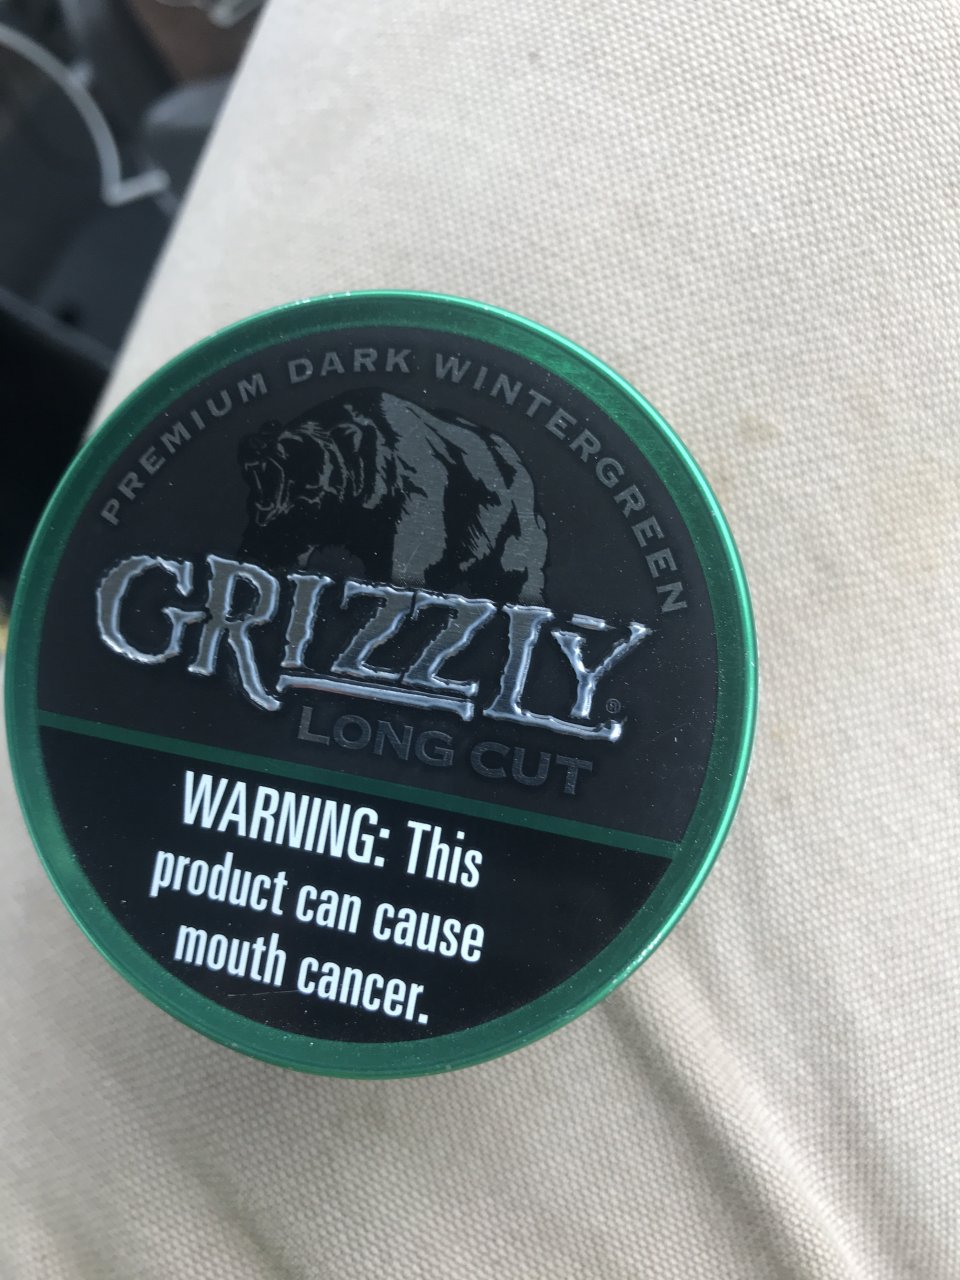 PREMIUM DARK WINTERGREEN
GRIZZLY®
LONG CUT
WARNING: This
product can cause
mouth cancer.